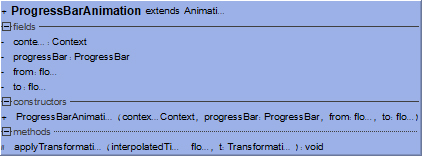 + ProgressBarAnimation extends Animati...
fields
- conte... : Context
- progressBar : ProgressBar
- from : flo...
- to : flo...
constructors
+ ProgressBarAnimati... (contex... Context, progressBar: ProgressBar, from: flo... , to: flo...)
methods
# applyTransformati... (interpolatedTi... flo... , t: Transformati... ) : void